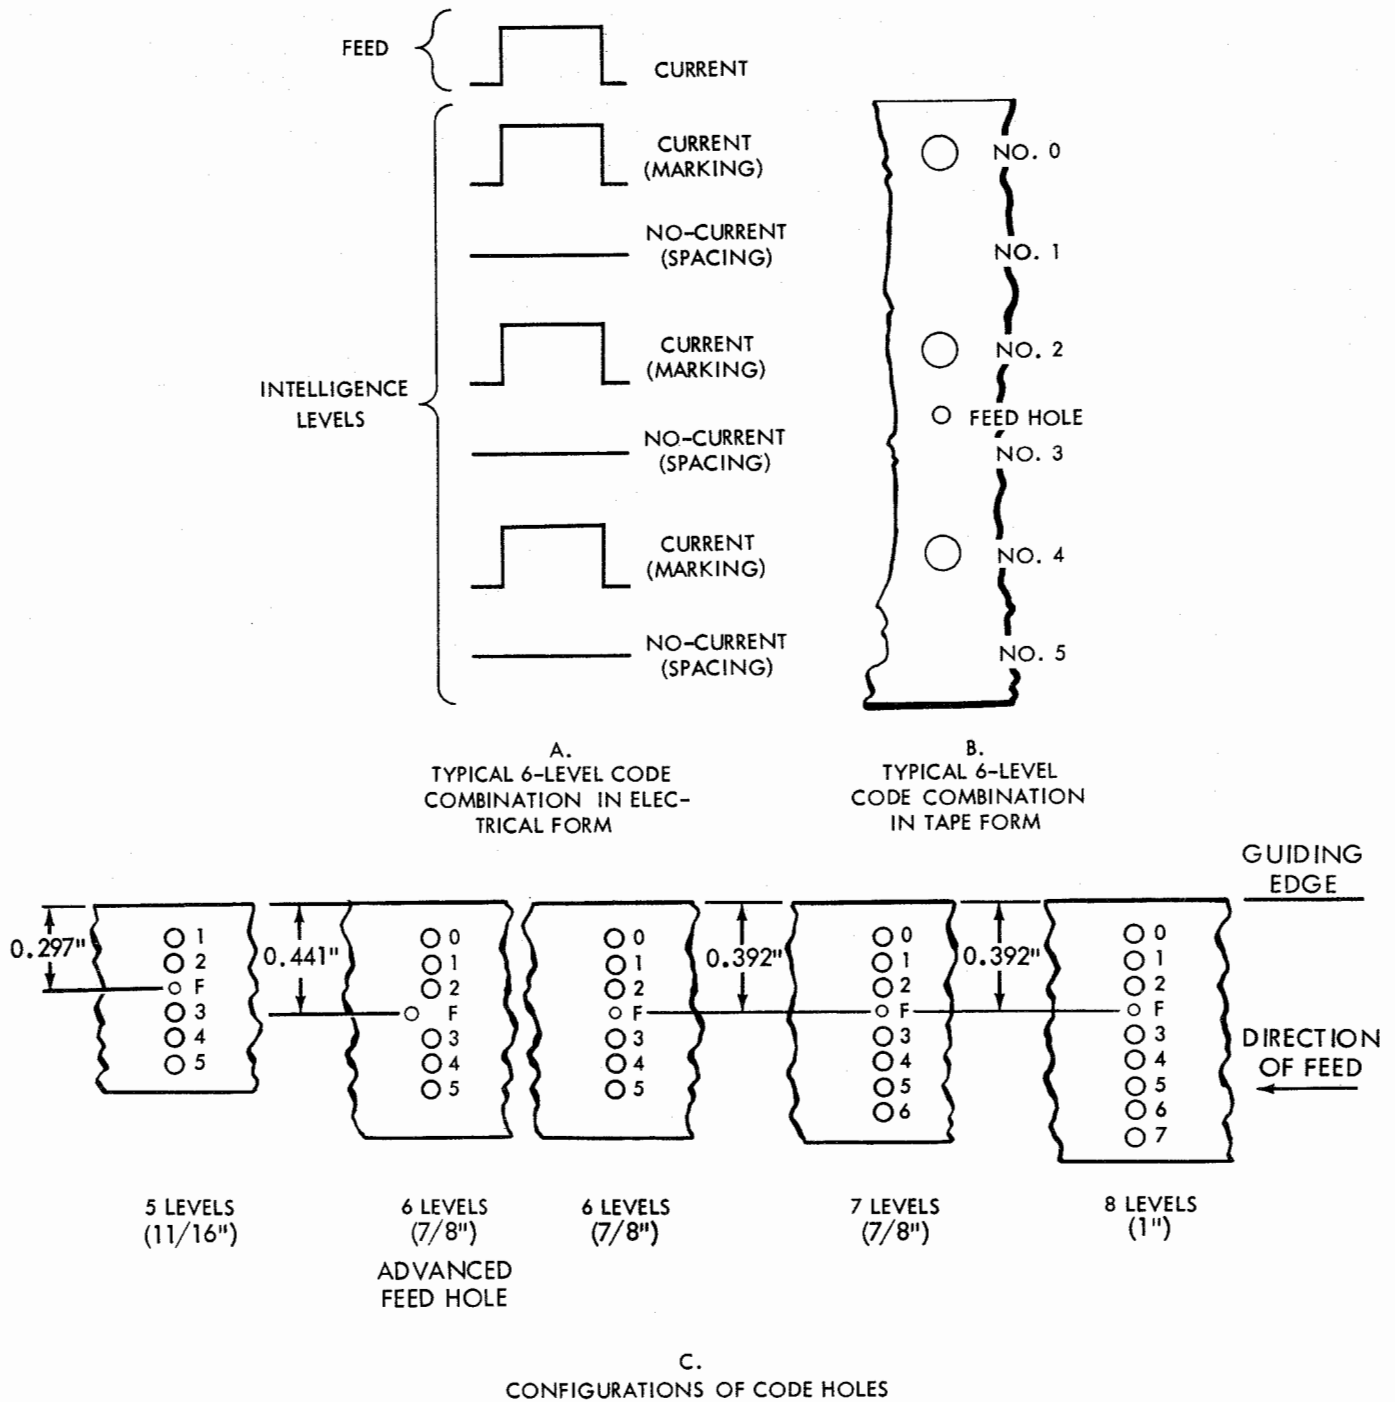 FEED
CURRENT
CURRENT
(MARKING)
NO-CURRENT
(SPACING)
CURRENT
(MARKING)
INTELLIGENCE
LEVELS
NO-CURRENT
(SPACING)
CURRENT
(MARKING)
NO-CURRENT
(SPACING)
NO. 0
NO. 1
NO. 2
FEED HOLE
NO. 3
NO. 4
NO. 5
A.
TYPICAL 6-LEVEL CODE
COMBINATION IN ELEC-
TRICAL FORM
B.
TYPICAL 6-LEVEL
CODE COMBINATION
IN TAPE FORM
GUIDING
EDGE
0.297"
1
2
F
3
4
5
0.441"
0
1
2
F
3
4
5
0
1
2
F
3
4
5
0.392"
0
1
2
F
3
4
5
6
0.392"
0
1
2
F
3
4
5
6
7
DIRECTION
OF FEED
5 LEVELS
(11/16")
6 LEVELS
(7/8")
ADVANCED
FEED HOLE
6 LEVELS
(7/8")
7 LEVELS
(7/8")
8 LEVELS
(1")
C.
CONFIGURATIONS OF CODE HOLES